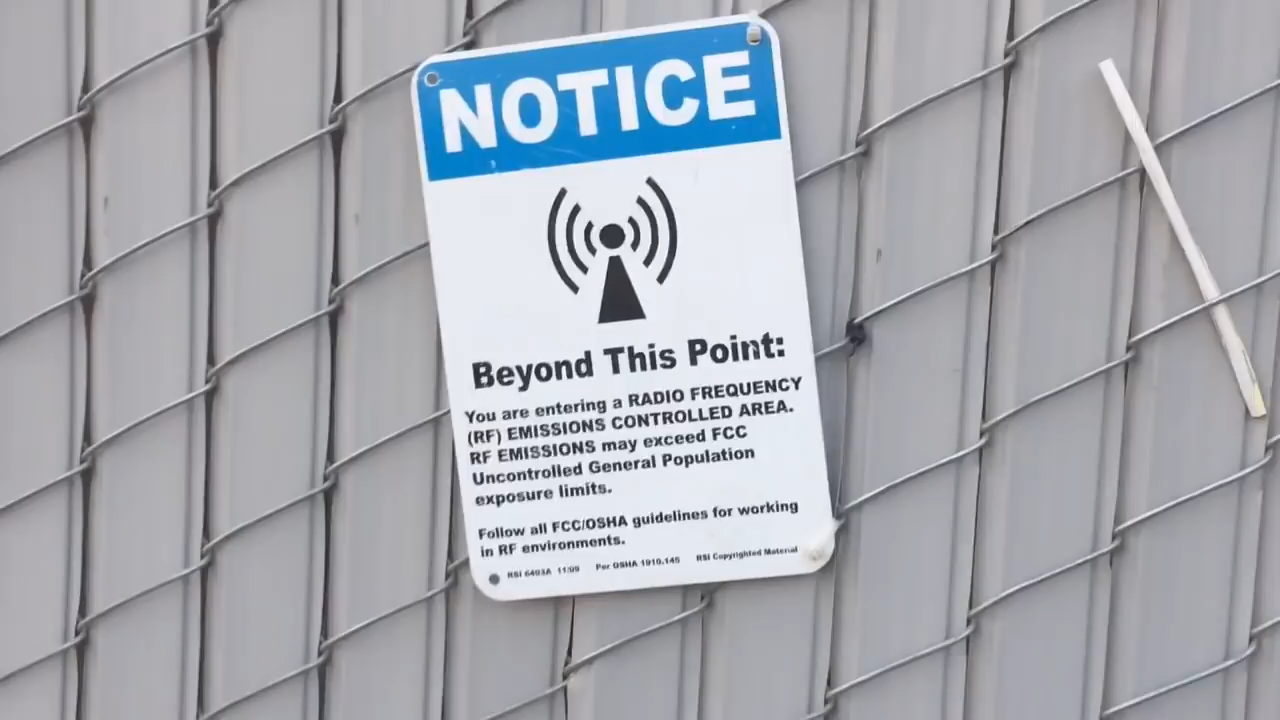 NOTICE
Beyond This Point:
You are entering a RADIO FREQUENCY
(RF) EMISSIONS CONTROLLED AREA.
RF EMISSIONS may exceed FCC
Uncontrolled General Population
exposure limits.
Follow all FCC/OSHA guidelines for working
in RF environments.
RSI 6403A 11/09 Per OSHA 1910.145 RSI Copyrighted Material